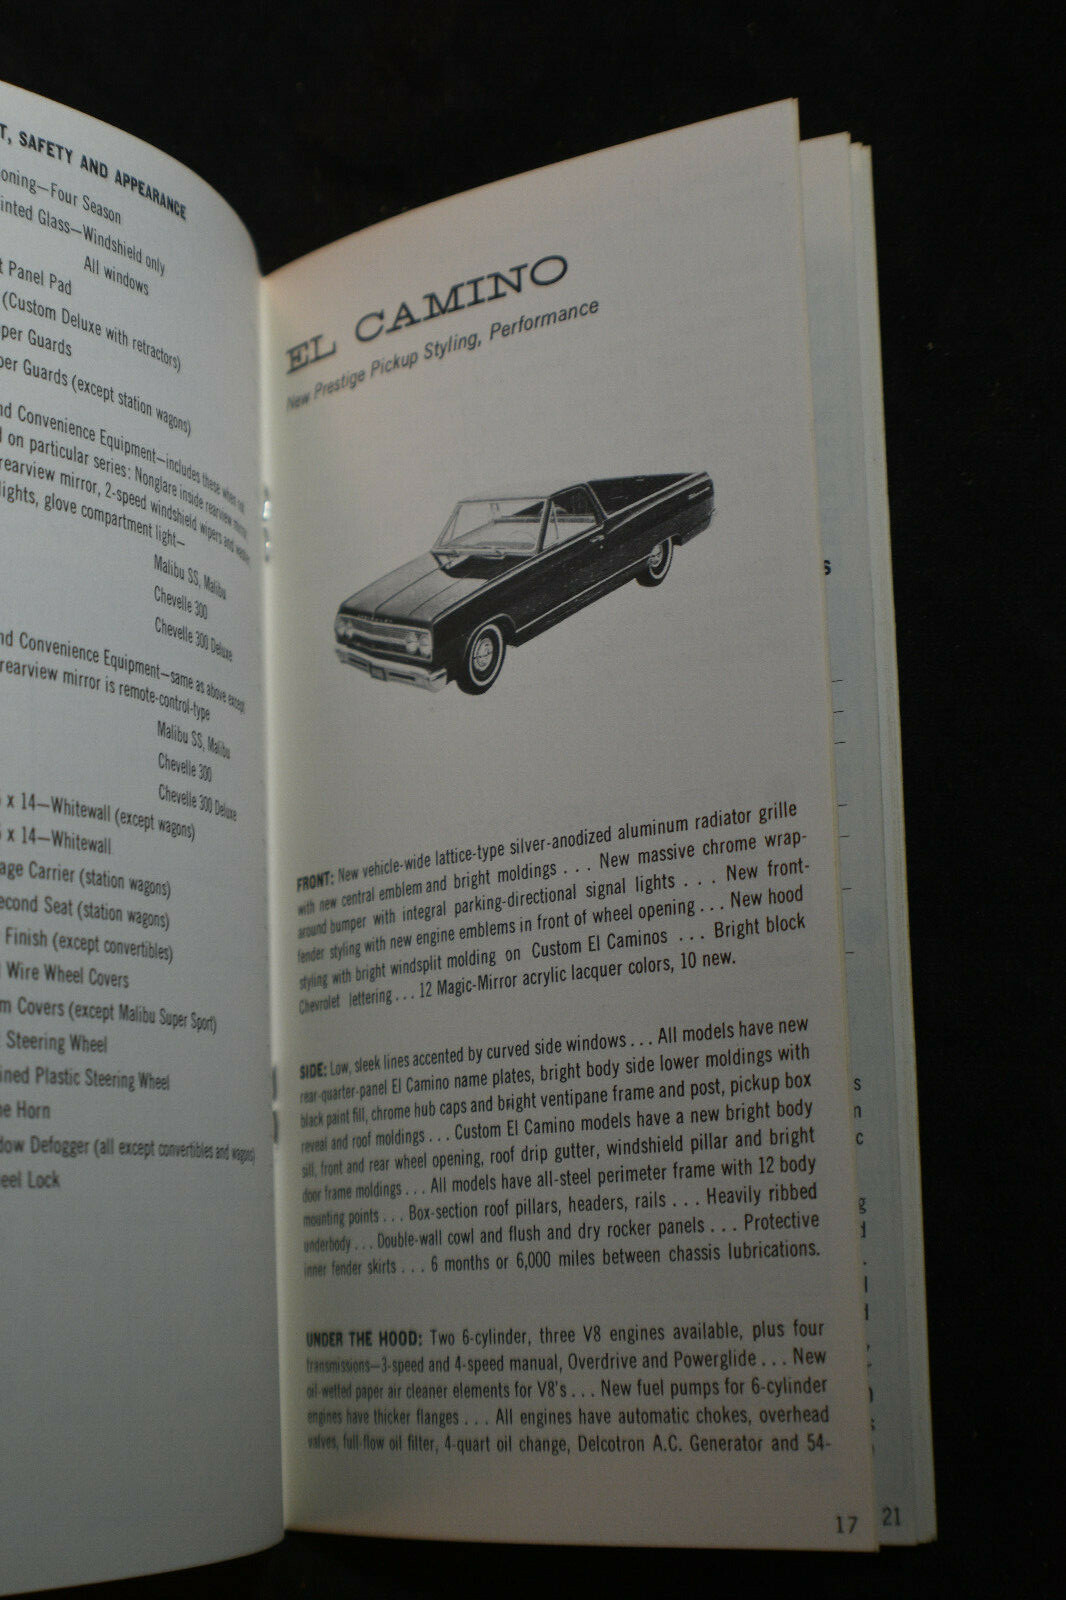 T, SAFETY AND APPEARANCE
oning—Four Season
inted Glass—Windshield only
All windows
t Panel Pad
(Custom Deluxe with retractors)
per Guards
per Guards (except station wagons)
nd Convenience Equipment—includes these when not
d on particular series: Nonglare inside rearview mirror,
rearview mirror, 2-speed windshield wipers and washer
lights, glove compartment light—
Malibu SS, Malibu
Chevelle 300
Chevelle 300 Deluxe
nd Convenience Equipment—same as above except
rearview mirror is remote-control-type
Malibu SS, Malibu
Chevelle 300
Chevelle 300 Deluxe
x 14—Whitewall (except wagons)
x 14—Whitewall
age Carrier (station wagons)
econd Seat (station wagons)
Finish (except convertibles)
Wire Wheel Covers
m Covers (except Malibu Super Sport)
Steering Wheel
ined Plastic Steering Wheel
ne Horn
dow Defogger (all except convertibles and wagons)
eel Lock
EL CAMINO
New Prestige Pickup Styling, Performance
FRONT: New vehicle-wide lattice-type silver-anodized aluminum radiator grille
with new central emblem and bright moldings . . . New massive chrome wrap-
around bumper with integral parking-directional signal lights . . . New front-
fender styling with new engine emblems in front of wheel opening . . . New hood
styling with bright windsplit molding on Custom El Caminos . . . Bright block
Chevrolet lettering . . . 12 Magic-Mirror acrylic lacquer colors, 10 new.
SIDE: Low, sleek lines accented by curved side windows . . . All models have new
rear-quarter-panel El Camino name plates, bright body side lower moldings with
black paint fill, chrome hub caps and bright ventipane frame and post, pickup box
reveal and roof moldings . . . Custom El Camino models have a new bright body
sill, front and rear wheel opening, roof drip gutter, windshield pillar and bright
door frame moldings . . . All models have all-steel perimeter frame with 12 body
mounting points . . . Box-section roof pillars, headers, rails . . . Heavily ribbed
underbody . . . Double-wall cowl and flush and dry rocker panels . . . Protective
inner fender skirts . . . 6 months or 6,000 miles between chassis lubrications.
UNDER THE HOOD: Two 6-cylinder, three V8 engines available, plus four
transmissions—3-speed and 4-speed manual, Overdrive and Powerglide . . . New
oil-wetted paper air cleaner elements for V8's . . . New fuel pumps for 6-cylinder
engines have thicker flanges . . . All engines have automatic chokes, overhead
valves, full-flow oil filter, 4-quart oil change, Delcotron A.C. Generator and 54-
17
21